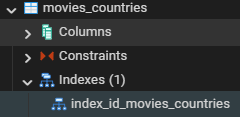 movies_countries
Columns
Constraints
Indexes (1)
index_id_movies_countries